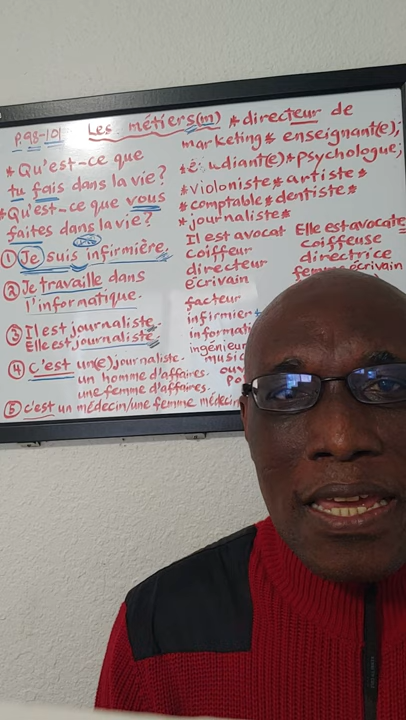 P.98-101
Les métiers(m)
* Qu'est-ce que
tu fais dans la vie?
* Qu'est-ce que vous
faites dans la vie?
① Je suis infirmière.
② Je travaille dans
l'informatique.
③ Il est journaliste.
Elle est journaliste.
④ c'est un(e) journaliste.
un homme d'affaires.
une femme d'affaires.
⑤ c'est un médecin/une femme médecin
* directeur de
marketing * enseignant(e);
psychologue;
* violoniste * artiste *
* comptable * dentiste *
* journaliste *
Il est avocat Elle est avocate
coiffeur coiffeuse
directeur directrice
écrivain femme écrivain
facteur
infirmier
informati
ingénieur
music
ouv